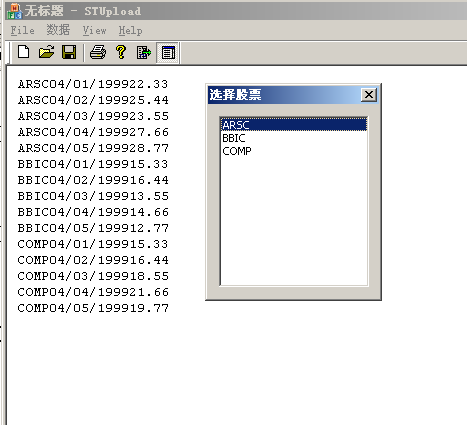 无标题 - STUpload
File 数据 View Help
ARSC04/01/199922.33
ARSC04/02/199925.44
ARSC04/03/199923.55
ARSC04/04/199927.66
ARSC04/05/199928.77
BBIC04/01/199915.33
BBIC04/02/199916.44
BBIC04/03/199913.55
BBIC04/04/199914.66
BBIC04/05/199912.77
COMP04/01/199915.33
COMP04/02/199916.44
COMP04/03/199918.55
COMP04/04/199921.66
COMP04/05/199919.77
选择股票
ARSC
BBIC
COMP